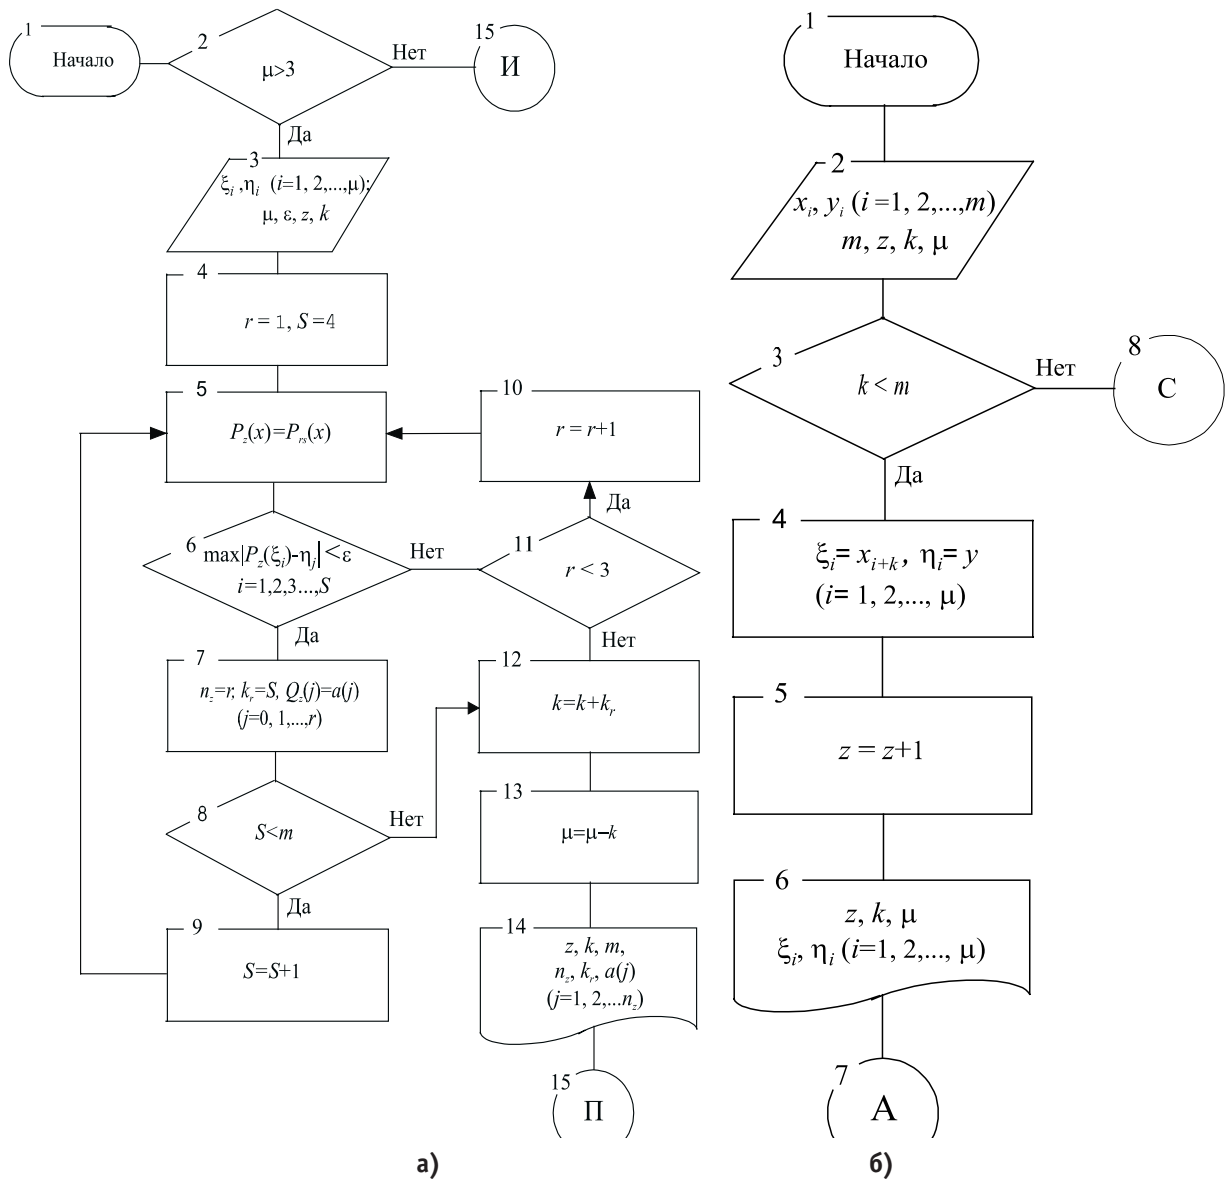 1
Начало
2
μ>3
Нет
15
И
Да
3
ξi ,ηi (i=1, 2,...,μ);
μ, ε, z, k
4
r = 1, S =4
5
Pz(x)=Prs(x)
10
r = r+1
6
max|Pz(ξi)-ηj| <ε
i=1,2,3...,S
Нет
11
r < 3
Да
Нет
Да
7
nz=r, kr=S, Qz(j)=a(j)
(j=0, 1,...,r)
12
k=k+kr
8
S<m
Нет
Да
13
μ=μ–k
9
S=S+1
14
z, k, m,
nz, kr, a(j)
(j=1, 2,...nz)
15
П
а)
1
Начало
2
xi, yi (i =1, 2,...,m)
m, z, k, μ
3
k < m
Нет
8
С
Да
4
ξi= xi+k , ηi= y
(i= 1, 2,..., μ)
5
z = z+1
6
z, k, μ
ξi, ηi (i=1, 2,..., μ)
7
А
б)